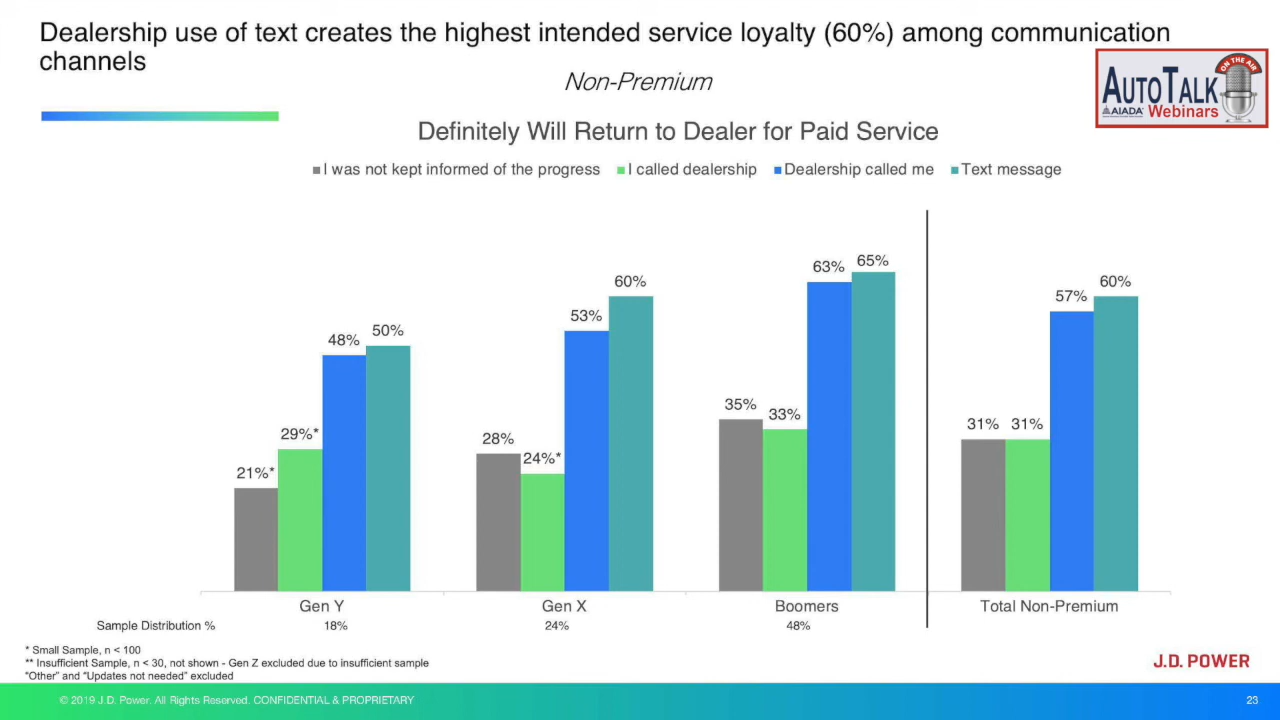 Dealership use of text creates the highest intended service loyalty (60%) among communication
channels
Non-Premium
ON THE AIR
AUTOTALK
AIADA Webinars
Definitely Will Return to Dealer for Paid Service
I was not kept informed of the progress I called dealership Dealership called me Text message
21%* 29%* 48% 50%
28% 24%* 53% 60%
35% 33% 63% 65%
31% 31% 57% 60%
Gen Y Gen X Boomers Total Non-Premium
Sample Distribution % 18% 24% 48%
* Small Sample, n < 100
** Insufficient Sample, n < 30, not shown - Gen Z excluded due to insufficient sample
"Other" and "Updates not needed" excluded
J.D. POWER
© 2019 J.D. Power. All Rights Reserved. CONFIDENTIAL & PROPRIETARY
23